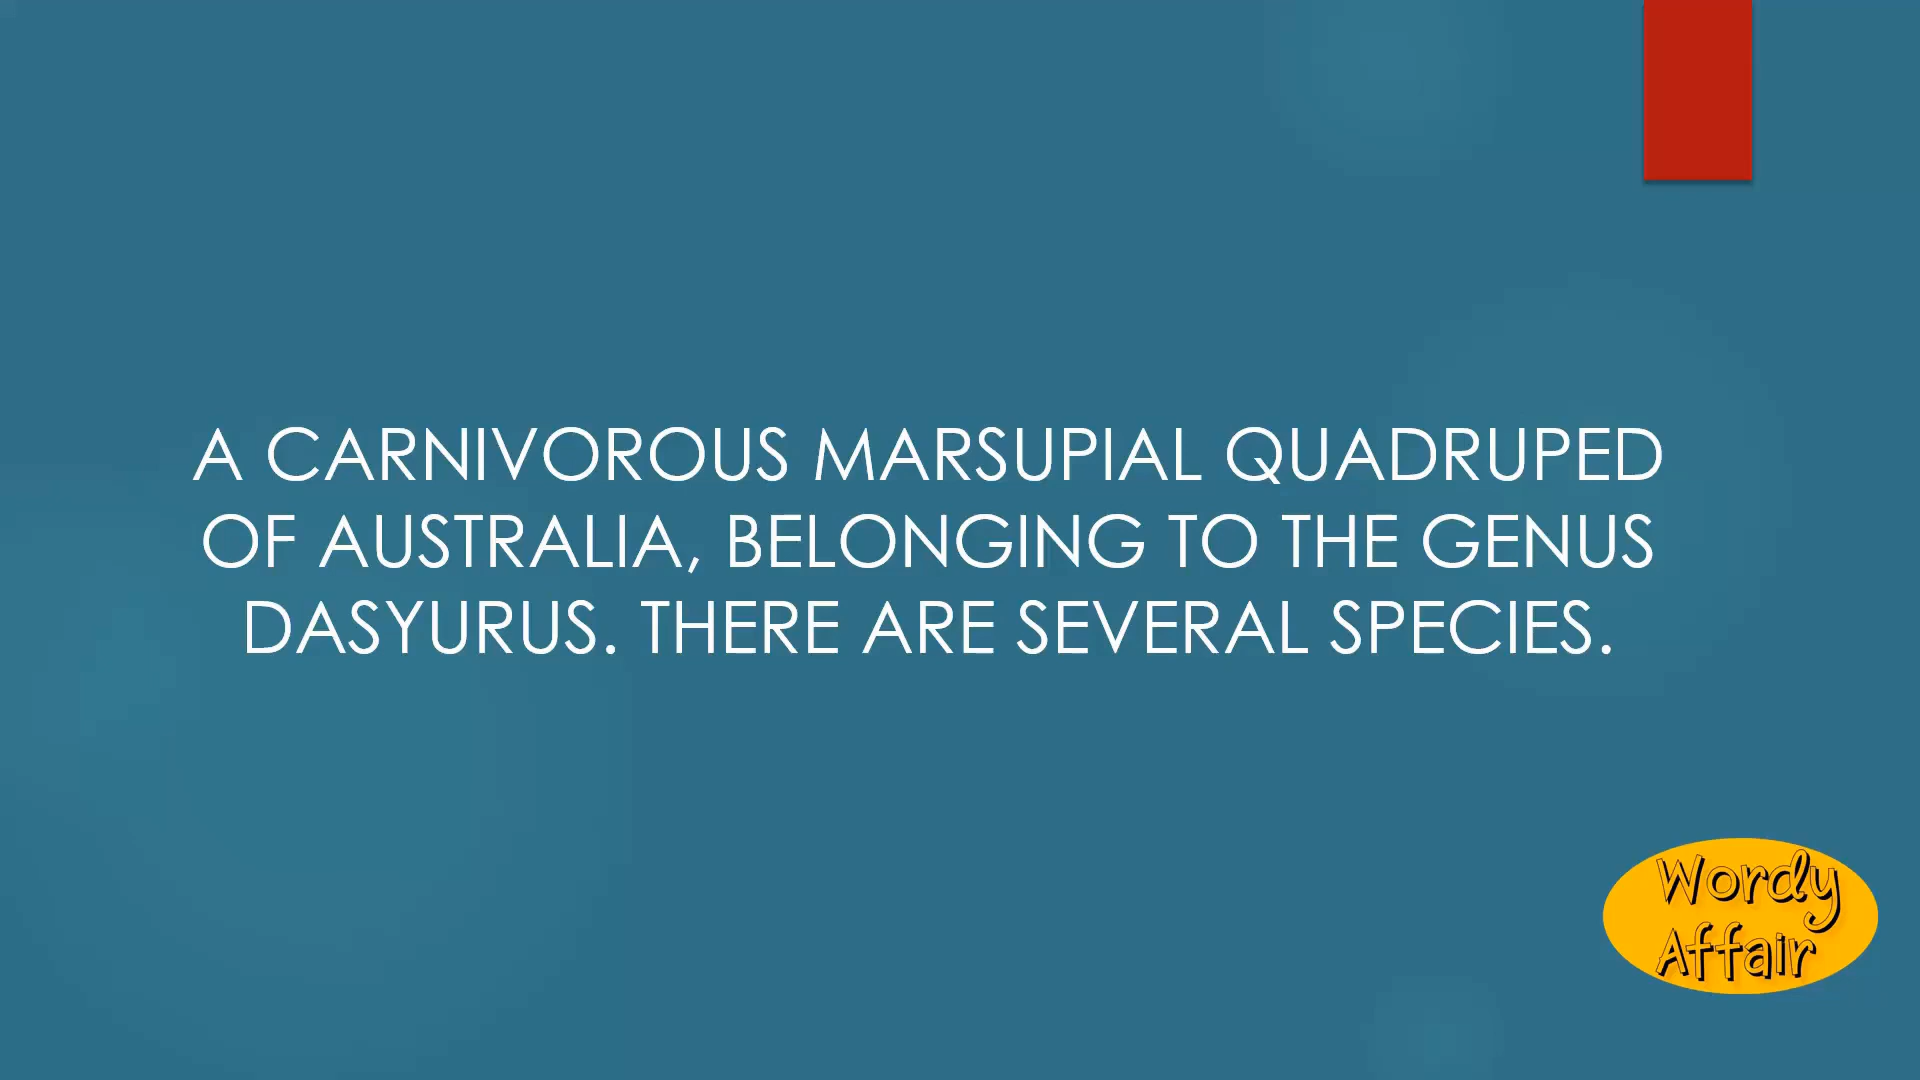 A CARNIVOROUS MARSUPIAL QUADRUPED
OF AUSTRALIA, BELONGING TO THE GENUS
DASYURUS. THERE ARE SEVERAL SPECIES.
Wordy
Affair